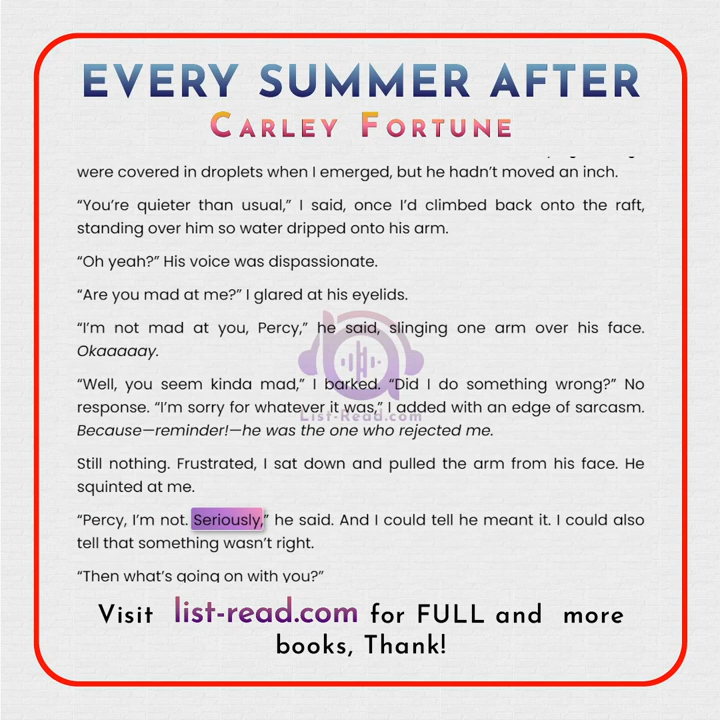 EVERY SUMMER AFTER
CARLEY FORTUNE
were covered in droplets when I emerged, but he hadn’t moved an inch.
“You’re quieter than usual,” I said, once I’d climbed back onto the raft,
standing over him so water dripped onto his arm.
“Oh yeah?” His voice was dispassionate.
“Are you mad at me?” I glared at his eyelids.
“I’m not mad at you, Percy,” he said, slinging one arm over his face.
Okaaaaay.
“Well, you seem kinda mad,” I barked. “Did I do something wrong?” No
response. “I’m sorry for whatever it was,” I added with an edge of sarcasm.
List-Read.com
Because—reminder!—he was the one who rejected me.
Still nothing. Frustrated, I sat down and pulled the arm from his face. He
squinted at me.
“Percy, I’m not. Seriously,” he said. And I could tell he meant it. I could also
tell that something wasn’t right.
“Then what’s going on with you?”
Visit list-read.com for FULL and more
books, Thank!